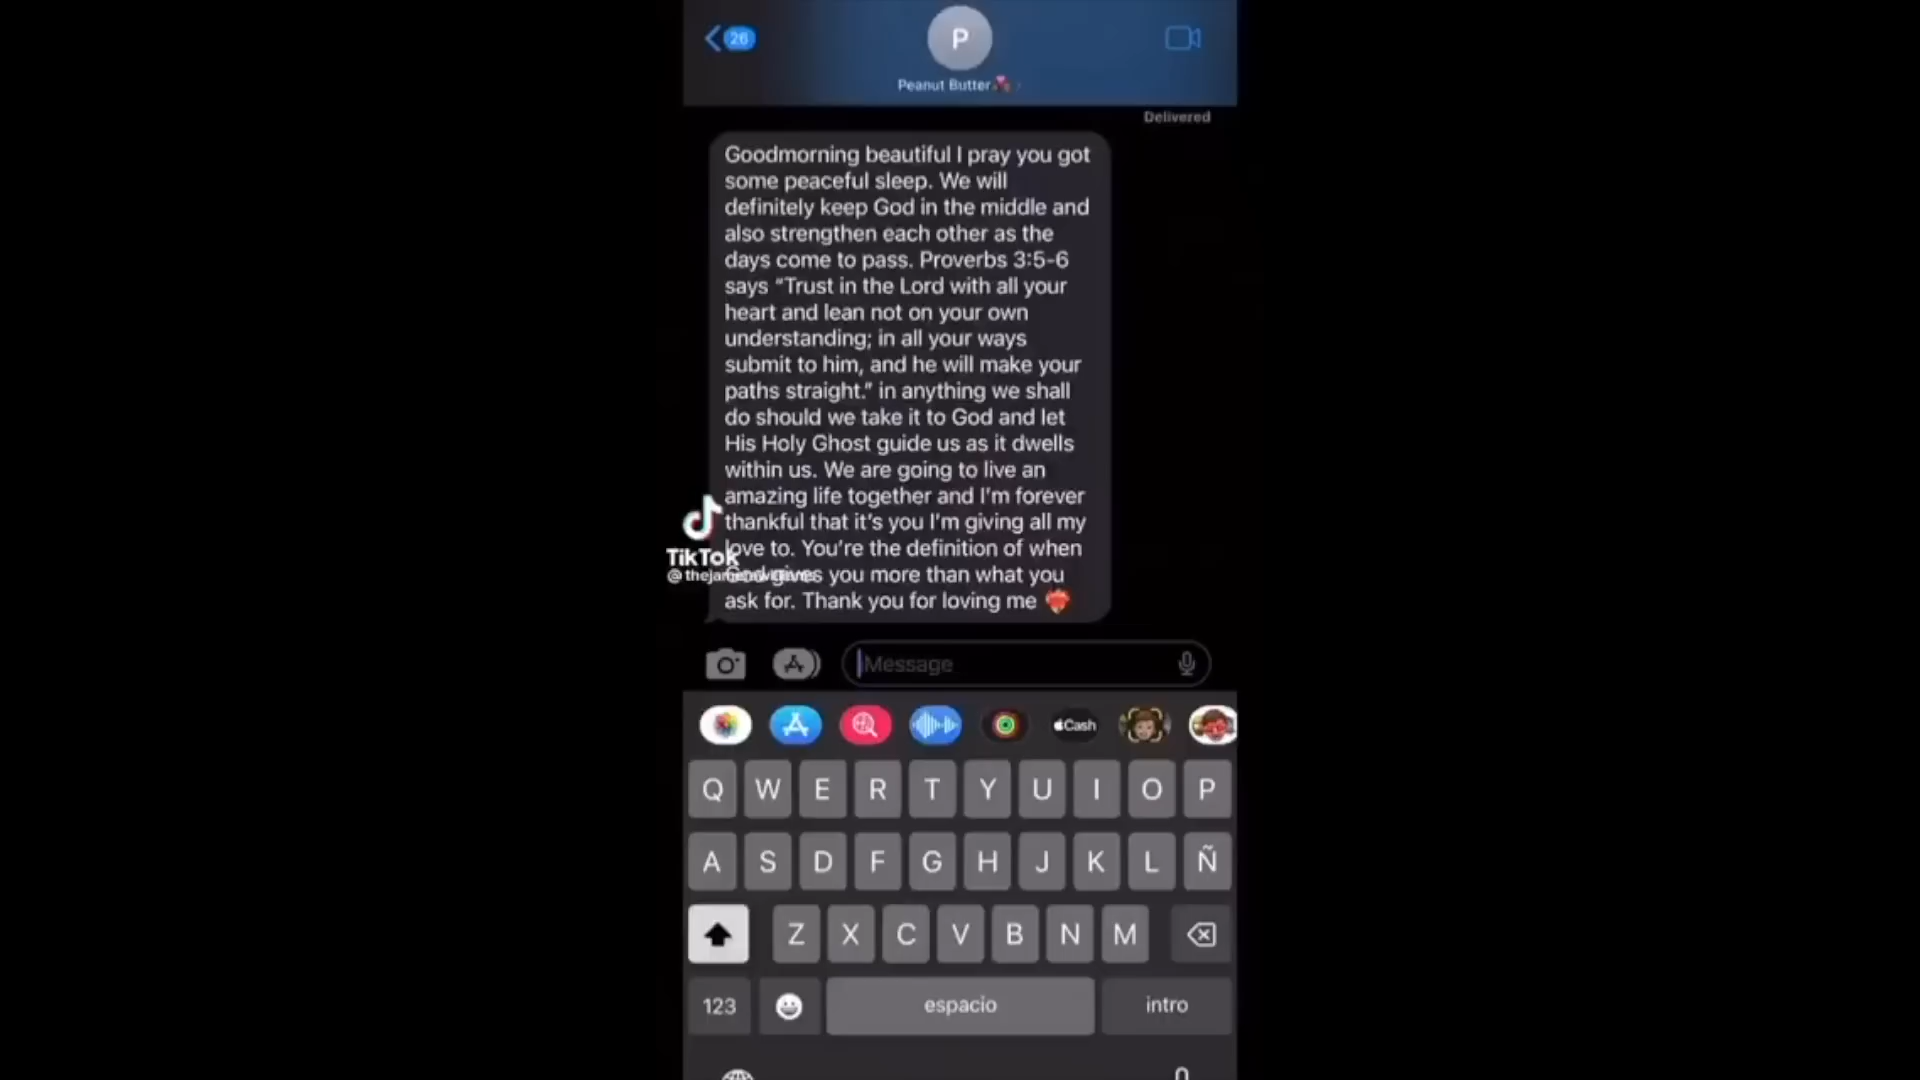 26
P
Peanut Butter
Delivered
Goodmorning beautiful I pray you got
some peaceful sleep. We will
definitely keep God in the middle and
also strengthen each other as the
days come to pass. Proverbs 3:5-6
says “Trust in the Lord with all your
heart and lean not on your own
understanding; in all your ways
submit to him, and he will make your
paths straight.” in anything we shall
do should we take it to God and let
His Holy Ghost guide us as it dwells
within us. We are going to live an
amazing life together and I'm forever
thankful that it's you I'm giving all my
love to. You're the definition of when
God gives you more than what you
ask for. Thank you for loving me
TikTok
Message
Cash
Q W E R T Y U I O P
A S D F G H J K L Ñ
Z X C V B N M
123 espacio intro